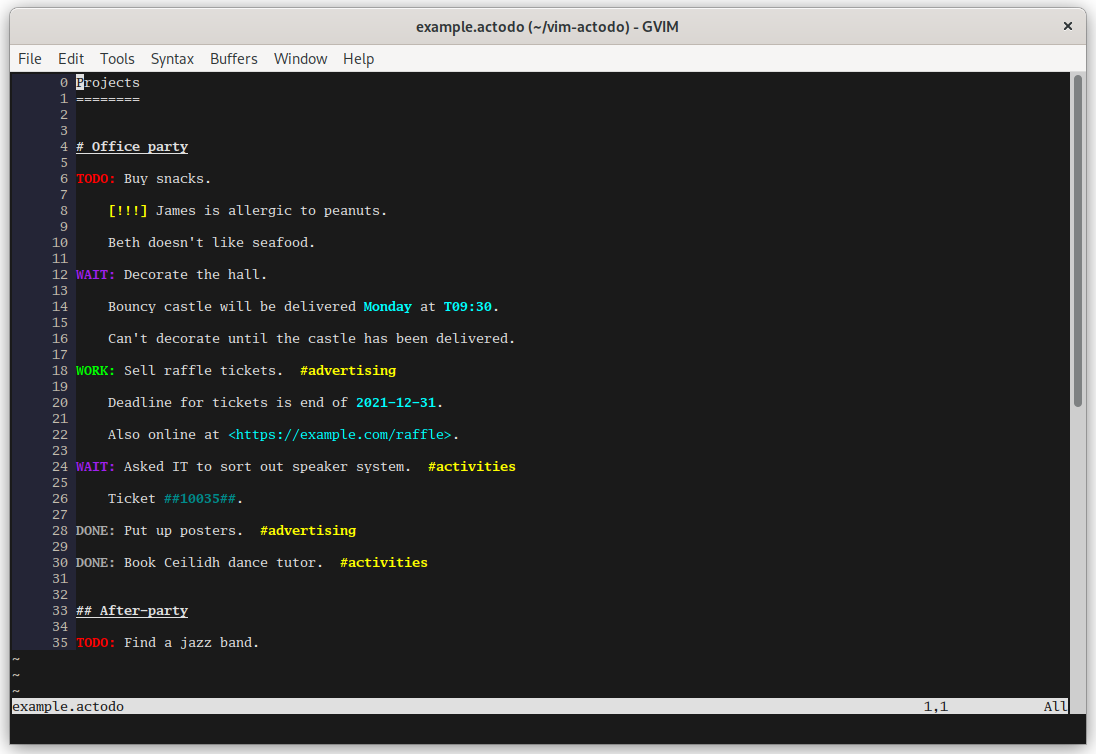 example.actodo (~/vim-actodo) - GVIM ×
File Edit Tools Syntax Buffers Window Help
0 Projects
1 ========
2
3
4 # Office party
5
6 TODO: Buy snacks.
7
8     [!!!] James is allergic to peanuts.
9
10     Beth doesn't like seafood.
11
12 WAIT: Decorate the hall.
13
14     Bouncy castle will be delivered Monday at T09:30.
15
16     Can't decorate until the castle has been delivered.
17
18 WORK: Sell raffle tickets.  #advertising
19
20     Deadline for tickets is end of 2021-12-31.
21
22     Also online at <https://example.com/raffle>.
23
24 WAIT: Asked IT to sort out speaker system.  #activities
25
26     Ticket ##10035##.
27
28 DONE: Put up posters.  #advertising
29
30 DONE: Book Ceilidh dance tutor.  #activities
31
32
33 ## After-party
34
35 TODO: Find a jazz band.
~
~
~
example.actodo 1,1 All